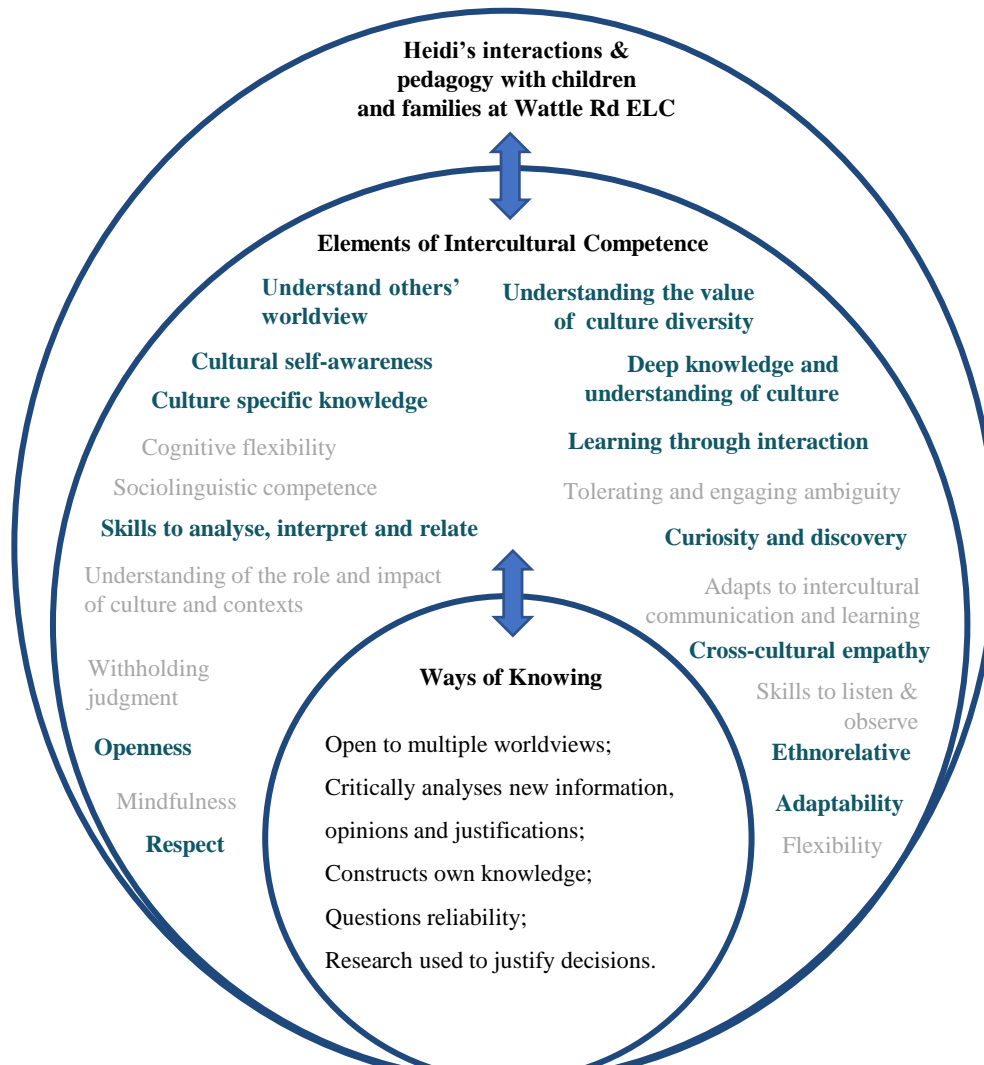 Heidi’s interactions &
pedagogy with children
and families at Wattle Rd ELC
Elements of Intercultural Competence
Understand others’
worldview
Understanding the value
of culture diversity
Cultural self-awareness
Deep knowledge and
understanding of culture
Culture specific knowledge
Cognitive flexibility
Learning through interaction
Sociolinguistic competence
Tolerating and engaging ambiguity
Skills to analyse, interpret and relate
Curiosity and discovery
Understanding of the role and impact
of culture and contexts
Adapts to intercultural
communication and learning
Cross-cultural empathy
Withholding
judgment
Skills to listen &
observe
Openness
Ethnorelative
Mindfulness
Adaptability
Respect
Flexibility
Ways of Knowing
Open to multiple worldviews;
Critically analyses new information,
opinions and justifications;
Constructs own knowledge;
Questions reliability;
Research used to justify decisions.